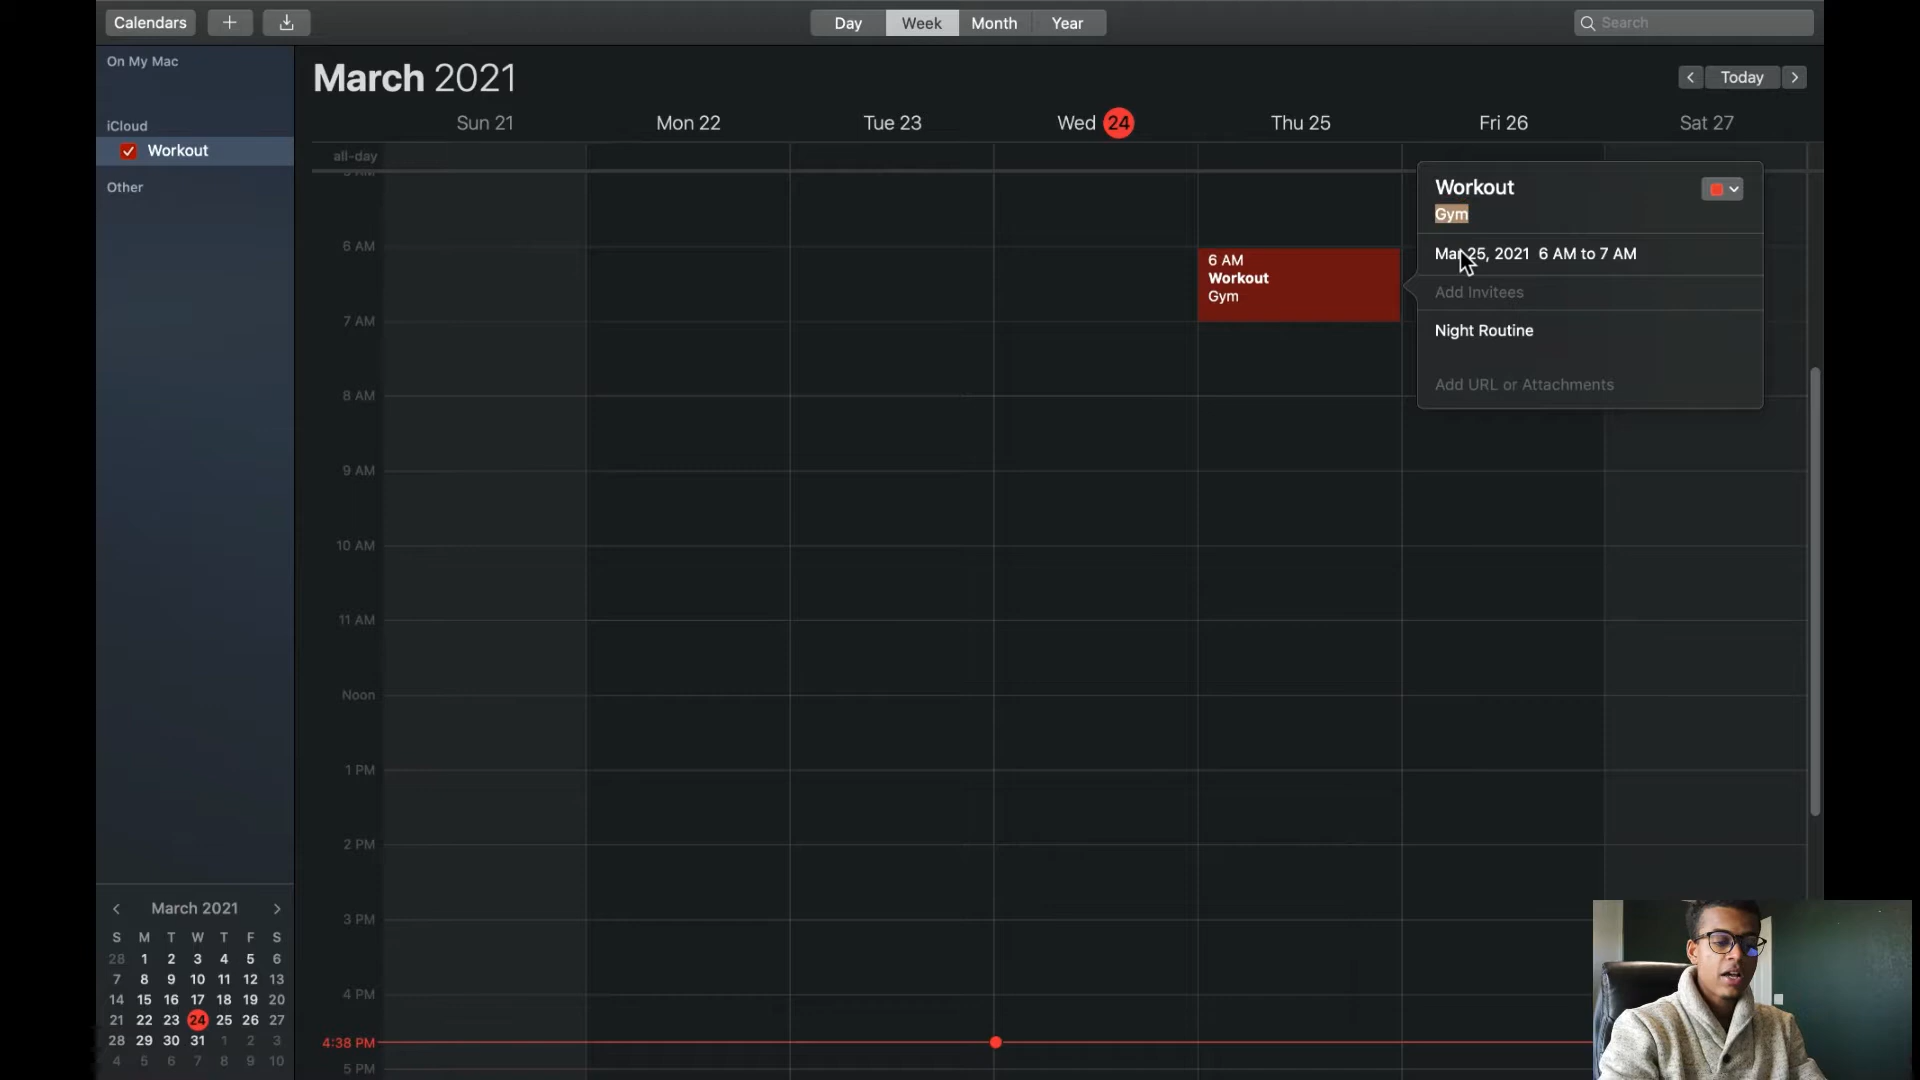 Calendars
Day Week Month Year
Search
On My Mac
iCloud
Workout
Other
March 2021
Today
Sun 21 Mon 22 Tue 23 Wed 24 Thu 25 Fri 26 Sat 27
all-day
6 AM
7 AM
8 AM
9 AM
10 AM
11 AM
Noon
1 PM
2 PM
3 PM
4 PM
4:38 PM
5 PM
6 AM
Workout
Gym
Workout
Gym
Mar 25, 2021 6 AM to 7 AM
Add Invitees
Night Routine
Add URL or Attachments
March 2021
S M T W T F S
28 1 2 3 4 5 6
7 8 9 10 11 12 13
14 15 16 17 18 19 20
21 22 23 24 25 26 27
28 29 30 31 1 2 3
4 5 6 7 8 9 10